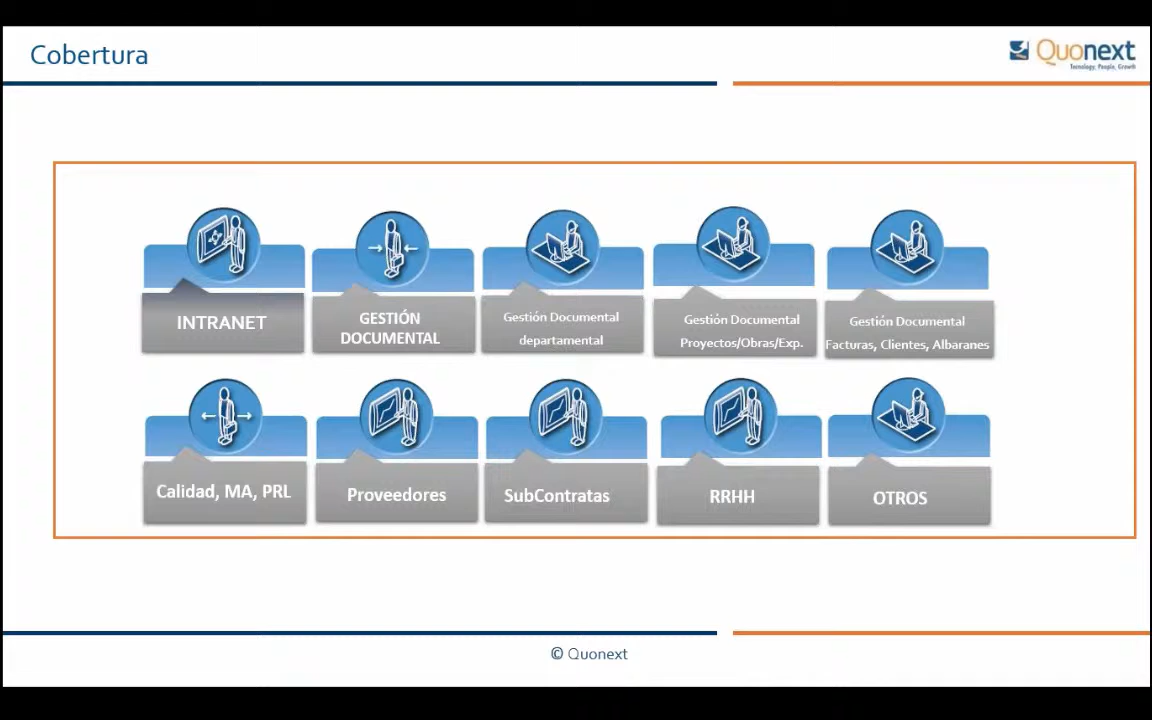 Cobertura
Quonext
Tecnology, People, Growth
INTRANET
GESTIÓN
DOCUMENTAL
Gestión Documental
departamental
Gestión Documental
Proyectos/Obras/Exp.
Gestión Documental
Facturas, Clientes, Albaranes
Calidad, MA, PRL
Proveedores
SubContratas
RRHH
OTROS
© Quonext